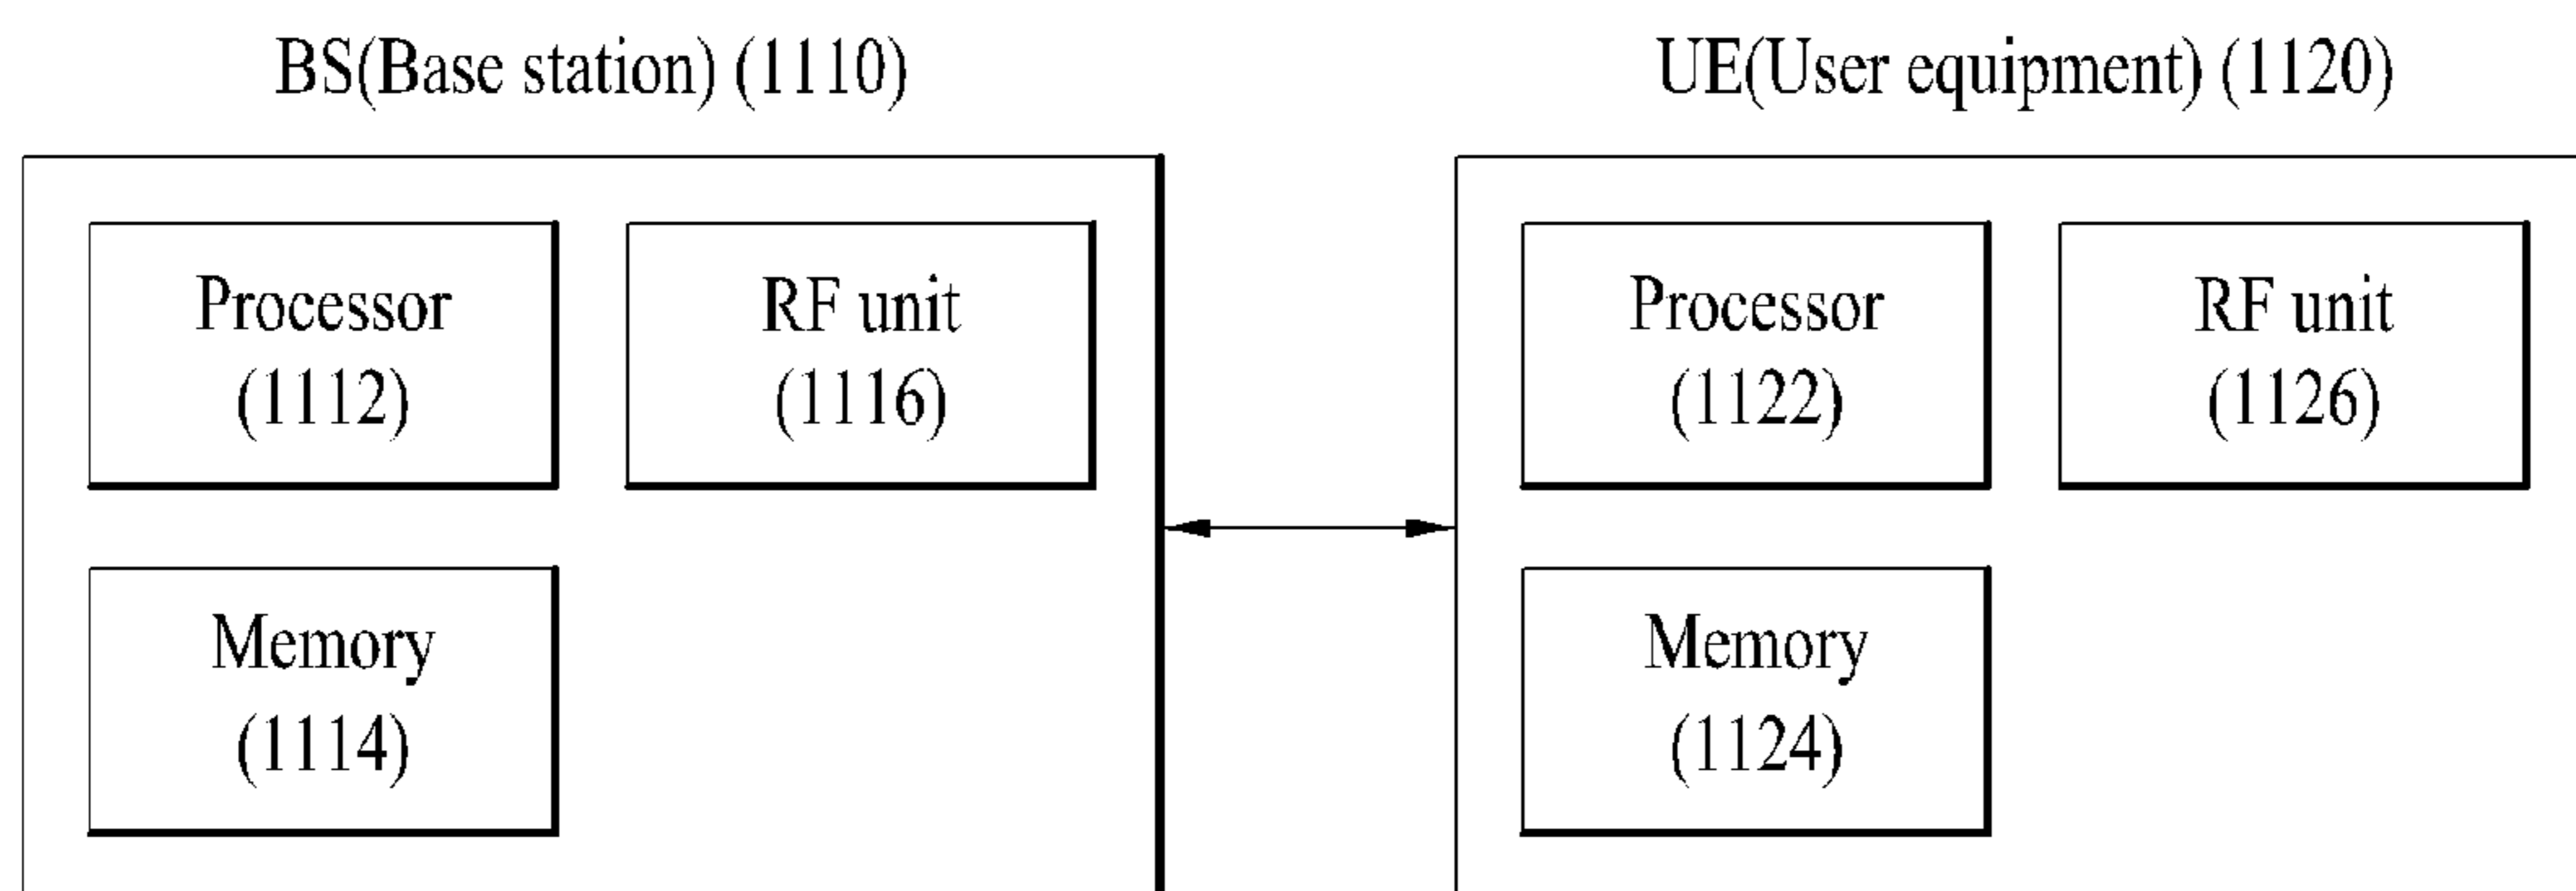 BS(Base station) (1110)
Processor
(1112)
RF unit
(1116)
Memory
(1114)
UE(User equipment) (1120)
Processor
(1122)
RF unit
(1126)
Memory
(1124)